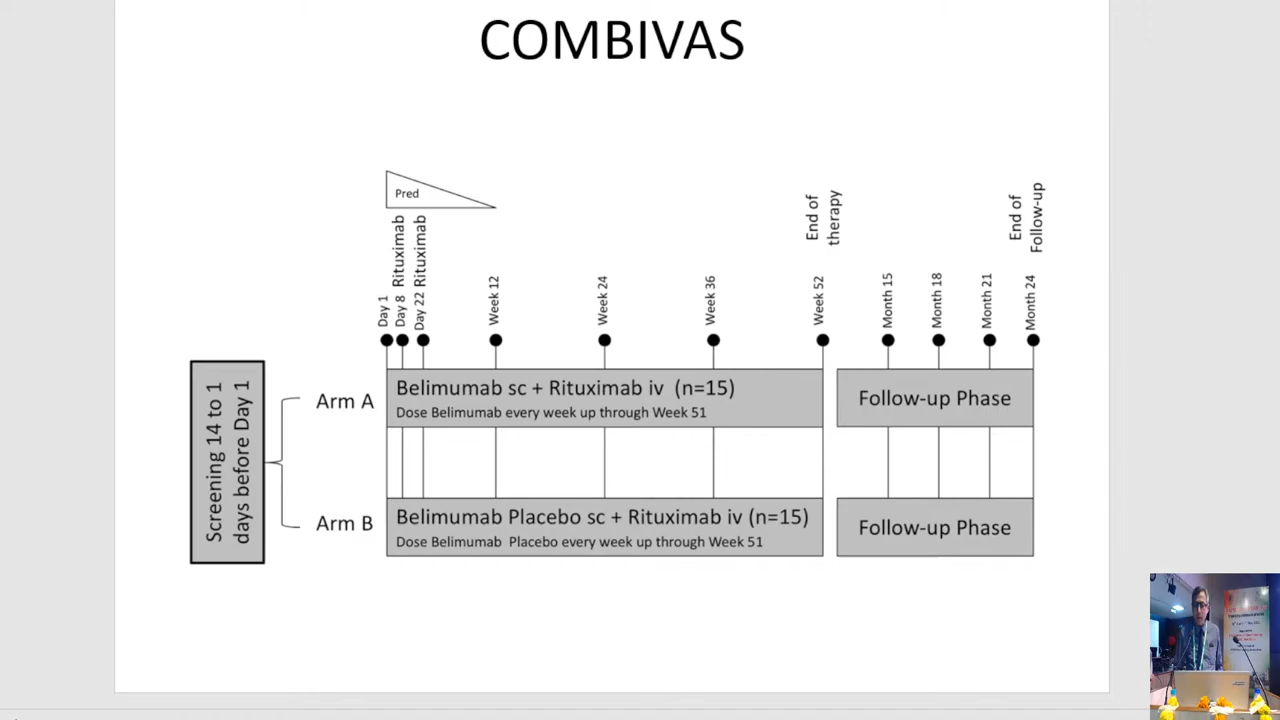 COMBIVAS
Pred
End of
therapy
End of
Follow-up
Day 1
Day 8 Rituximab
Day 22 Rituximab
Week 12
Week 24
Week 36
Week 52
Month 15
Month 18
Month 21
Month 24
Screening 14 to 1
days before Day 1
Arm A
Belimumab sc + Rituximab iv (n=15)
Dose Belimumab every week up through Week 51
Follow-up Phase
Arm B
Belimumab Placebo sc + Rituximab iv (n=15)
Dose Belimumab Placebo every week up through Week 51
Follow-up Phase